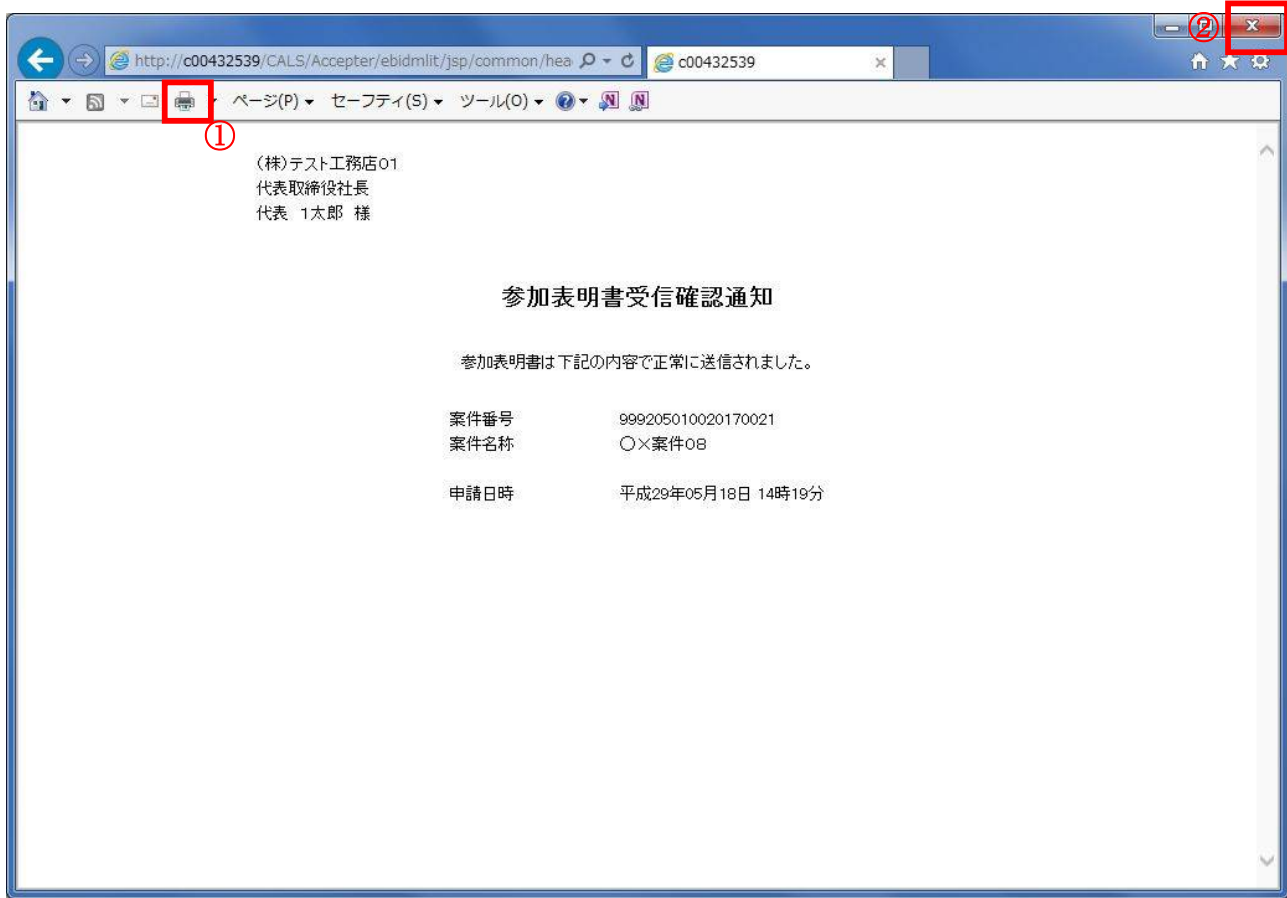 ②
http://c00432539/CALS/Accepter/ebidmlit/jsp/common/hea
c00432539
ページ(P) セーフティ(S) ツール(O)
①
(株)テスト工務店01
代表取締役社長
代表 1太郎 様
参加表明書受信確認通知
参加表明書は下記の内容で正常に送信されました。
案件番号 999205010020170021
案件名称 〇×案件08
申請日時 平成29年05月18日 14時19分